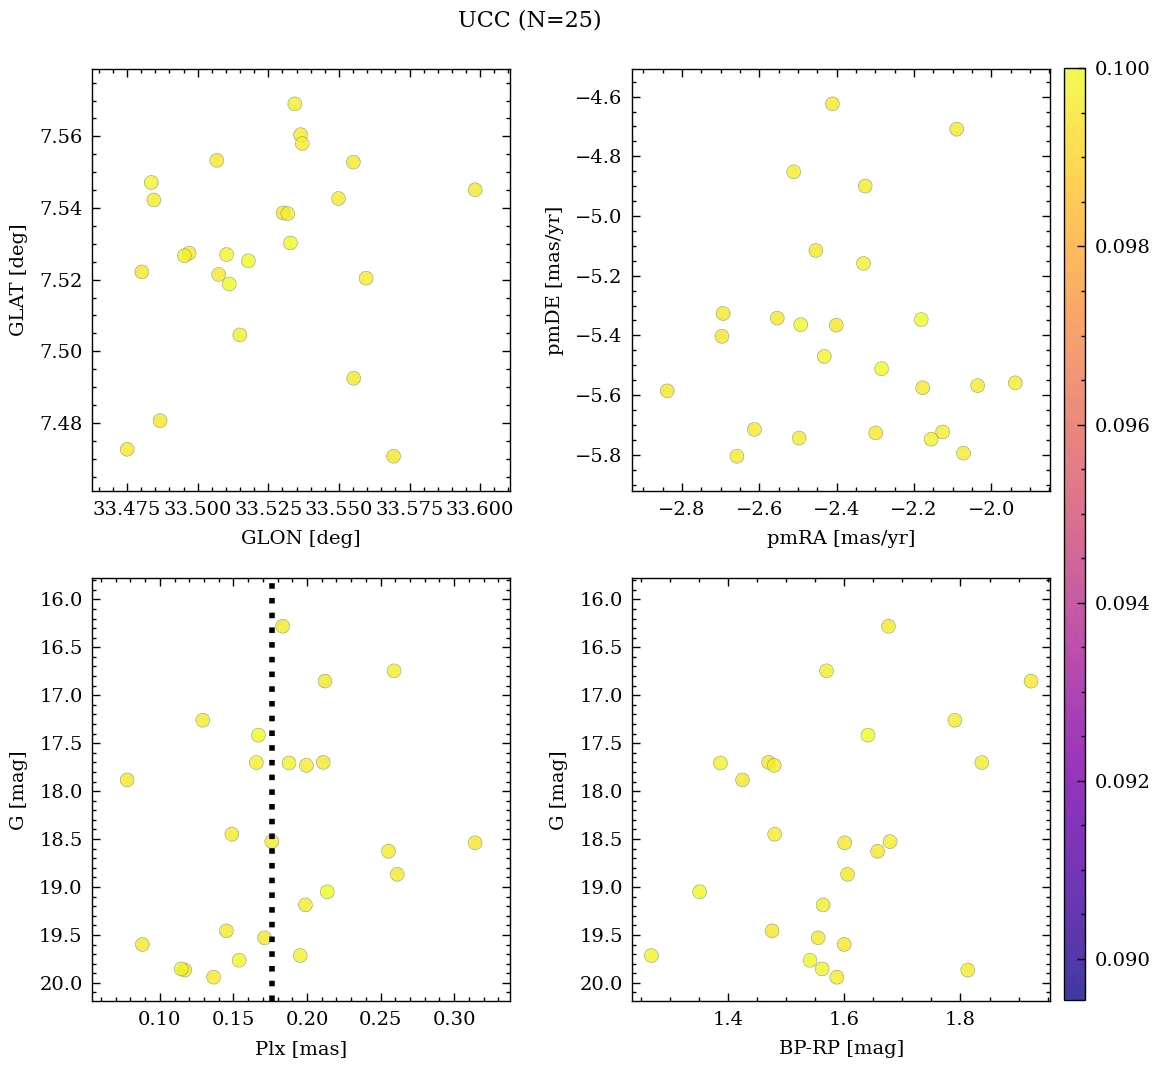 UCC (N=25)
7.56
7.54
7.52
7.50
7.48
GLAT [deg]
33.475 33.500 33.525 33.550 33.575 33.600
GLON [deg]
−4.6
−4.8
−5.0
−5.2
−5.4
−5.6
−5.8
pmDE [mas/yr]
−2.8 −2.6 −2.4 −2.2 −2.0
pmRA [mas/yr]
16.0
16.5
17.0
17.5
18.0
18.5
19.0
19.5
20.0
G [mag]
0.10 0.15 0.20 0.25 0.30
Plx [mas]
16.0
16.5
17.0
17.5
18.0
18.5
19.0
19.5
20.0
G [mag]
1.4 1.6 1.8
BP-RP [mag]
0.100
0.098
0.096
0.094
0.092
0.090